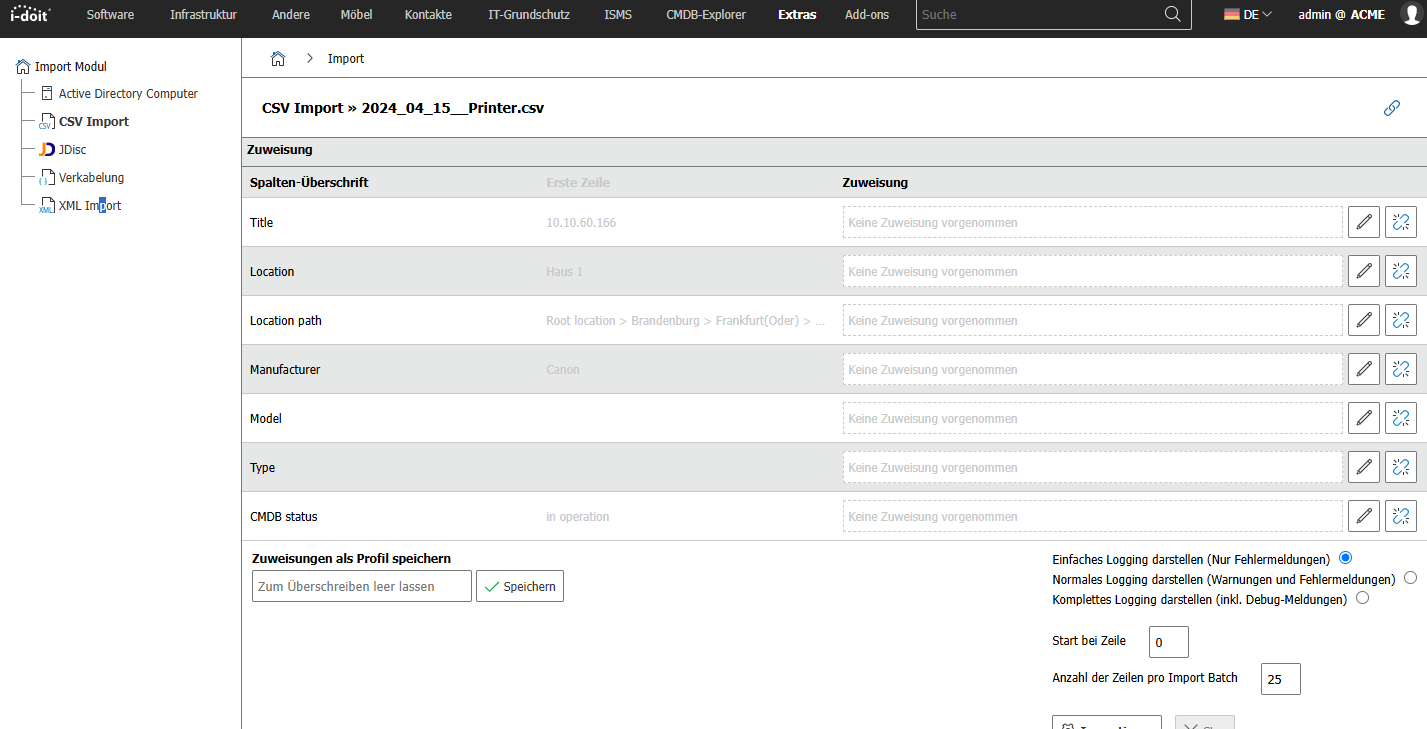 i-doit Software Infrastruktur Andere Möbel Kontakte IT-Grundschutz ISMS CMDB-Explorer Extras Add-ons Suche DE admin @ ACME
Import Modul
Active Directory Computer
CSV CSV Import
JD JDisc
Verkabelung
XML XML Import
Import
CSV Import » 2024_04_15__Printer.csv
Zuweisung
Spalten-Überschrift Erste Zeile Zuweisung
Title 10.10.60.166 Keine Zuweisung vorgenommen
Location Haus 1 Keine Zuweisung vorgenommen
Location path Root location > Brandenburg > Frankfurt(Oder) > ... Keine Zuweisung vorgenommen
Manufacturer Canon Keine Zuweisung vorgenommen
Model Keine Zuweisung vorgenommen
Type Keine Zuweisung vorgenommen
CMDB status in operation Keine Zuweisung vorgenommen
Zuweisungen als Profil speichern
Zum Überschreiben leer lassen Speichern
Einfaches Logging darstellen (Nur Fehlermeldungen)
Normales Logging darstellen (Warnungen und Fehlermeldungen)
Komplettes Logging darstellen (inkl. Debug-Meldungen)
Start bei Zeile 0
Anzahl der Zeilen pro Import Batch 25